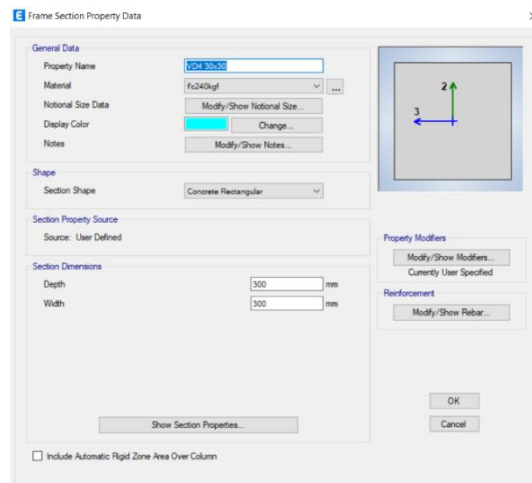 E Frame Section Property Data
General Data
Property Name VD4 30x30
Material f'c240kgf ...
Notional Size Data Modify/Show Notional Size...
Display Color Change...
Notes Modify/Show Notes...
2
3
Shape
Section Shape Concrete Rectangular
Section Property Source
Source: User Defined
Property Modifiers
Modify/Show Modifiers...
Currently User Specified
Section Dimensions
Depth 300 mm
Width 300 mm
Reinforcement
Modify/Show Rebar...
Show Section Properties...
OK
Cancel
Include Automatic Rigid Zone Area Over Column